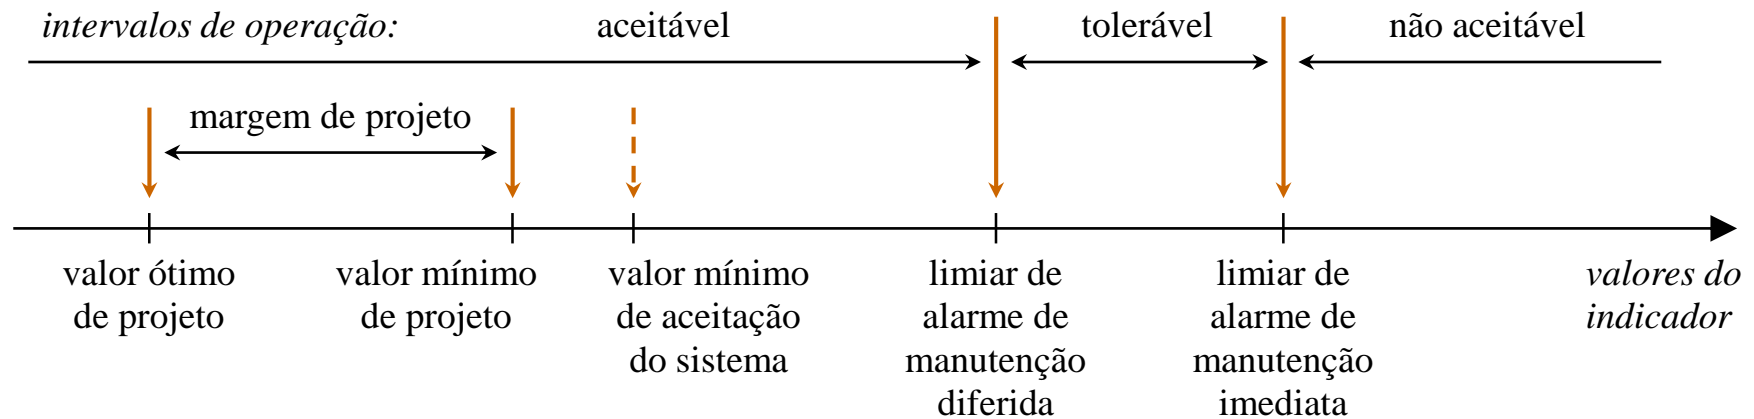 intervalos de operação: aceitável tolerável não aceitável
margem de projeto
valor ótimo
de projeto
valor mínimo
de projeto
valor mínimo
de aceitação
do sistema
limiar de
alarme de
manutenção
diferida
limiar de
alarme de
manutenção
imediata
valores do
indicador